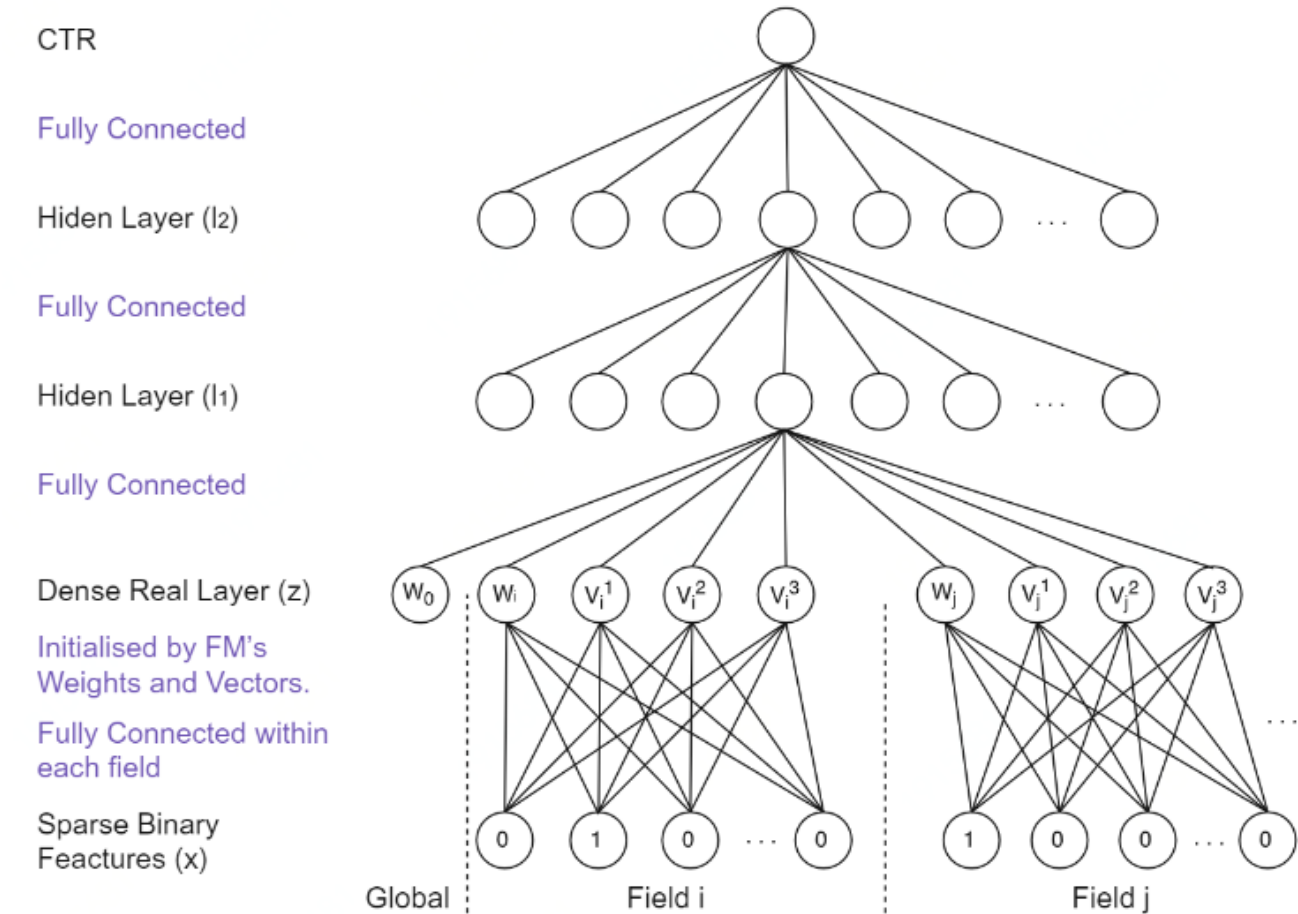 CTR
Fully Connected
Hiden Layer (l2)
Fully Connected
Hiden Layer (l1)
Fully Connected
Dense Real Layer (z)
W0 Wi Vi1 Vi2 Vi3 Wj Vj1 Vj2 Vj3
Initialised by FM's
Weights and Vectors.
Fully Connected within
each field
...
Sparse Binary
Feactures (x)
0 1 0 ... 0 1 0 0 ... 0
Global Field i Field j